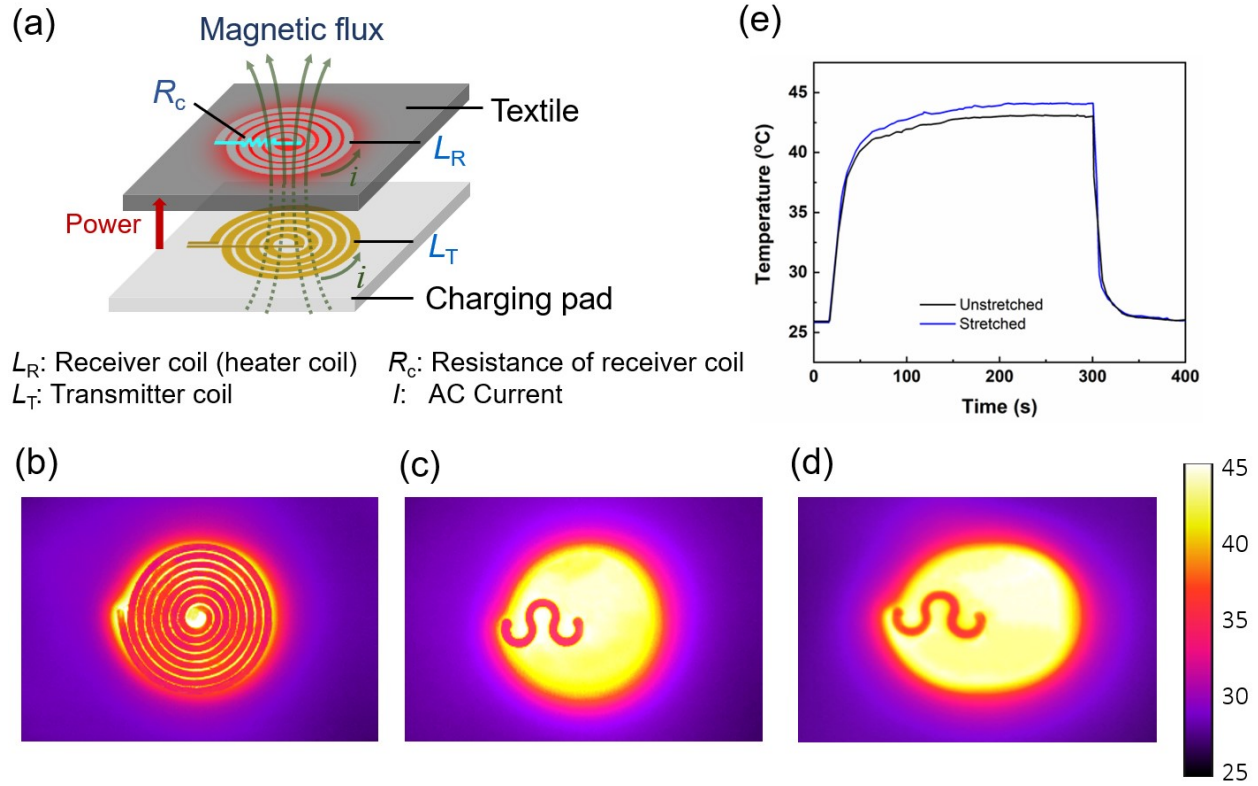 (a)
Magnetic flux
Rc
Textile
LR
i
Power
LT
i
Charging pad
LR: Receiver coil (heater coil) Rc: Resistance of receiver coil
LT: Transmitter coil I: AC Current
(e)
Temperature (°C)
45
40
35
30
25
Unstretched
Stretched
0 100 200 300 400
Time (s)
(b) (c) (d)
45
40
35
30
25